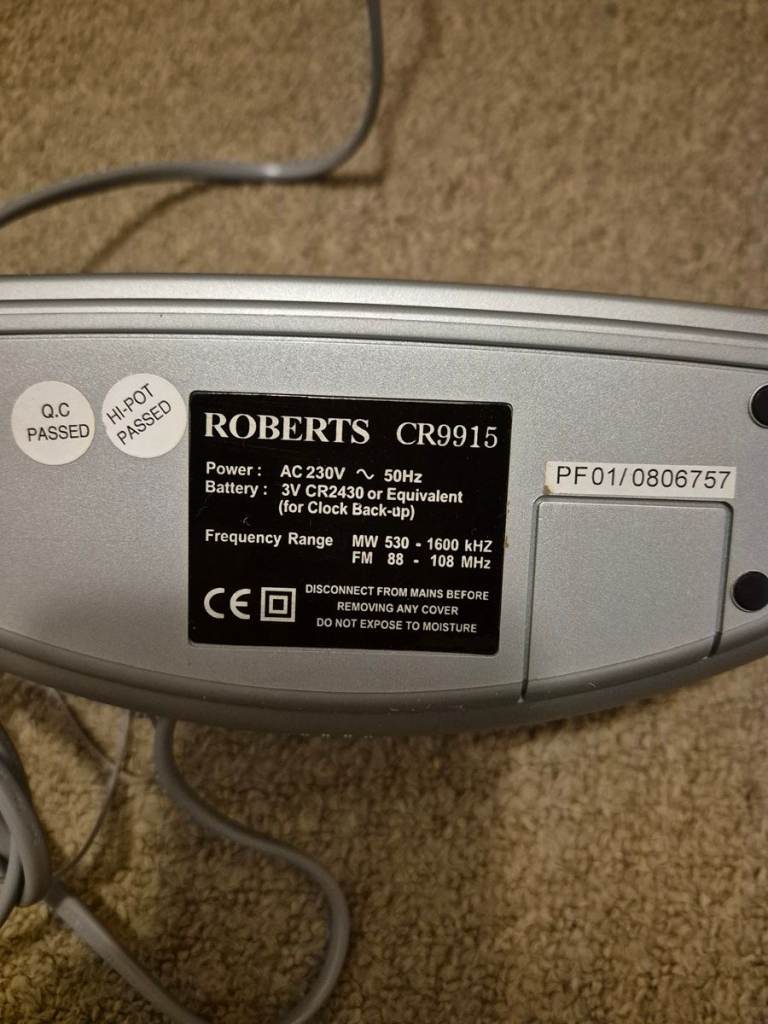 Q.C
PASSED
HI-POT
PASSED
ROBERTS CR9915
Power : AC 230V ~ 50Hz
Battery : 3V CR2430 or Equivalent
(for Clock Back-up)
Frequency Range MW 530 - 1600 kHZ
FM 88 - 108 MHz
CE
DISCONNECT FROM MAINS BEFORE
REMOVING ANY COVER
DO NOT EXPOSE TO MOISTURE
PF01/0806757